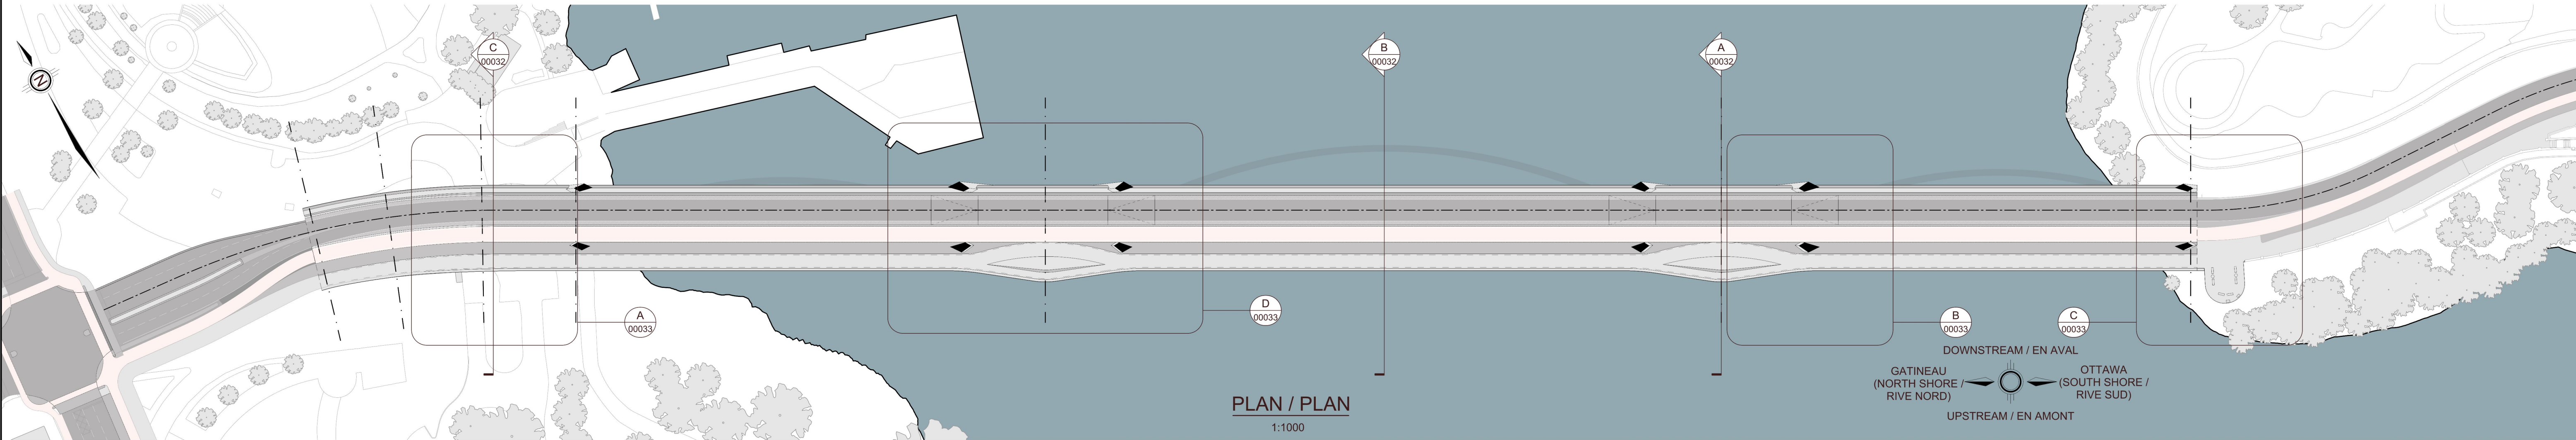 C
00032
B
00032
A
00032
N
A
00033
D
00033
B
00033
C
00033
DOWNSTREAM / EN AVAL
GATINEAU
(NORTH SHORE /
RIVE NORD)
OTTAWA
(SOUTH SHORE /
RIVE SUD)
UPSTREAM / EN AMONT
PLAN / PLAN
1:1000